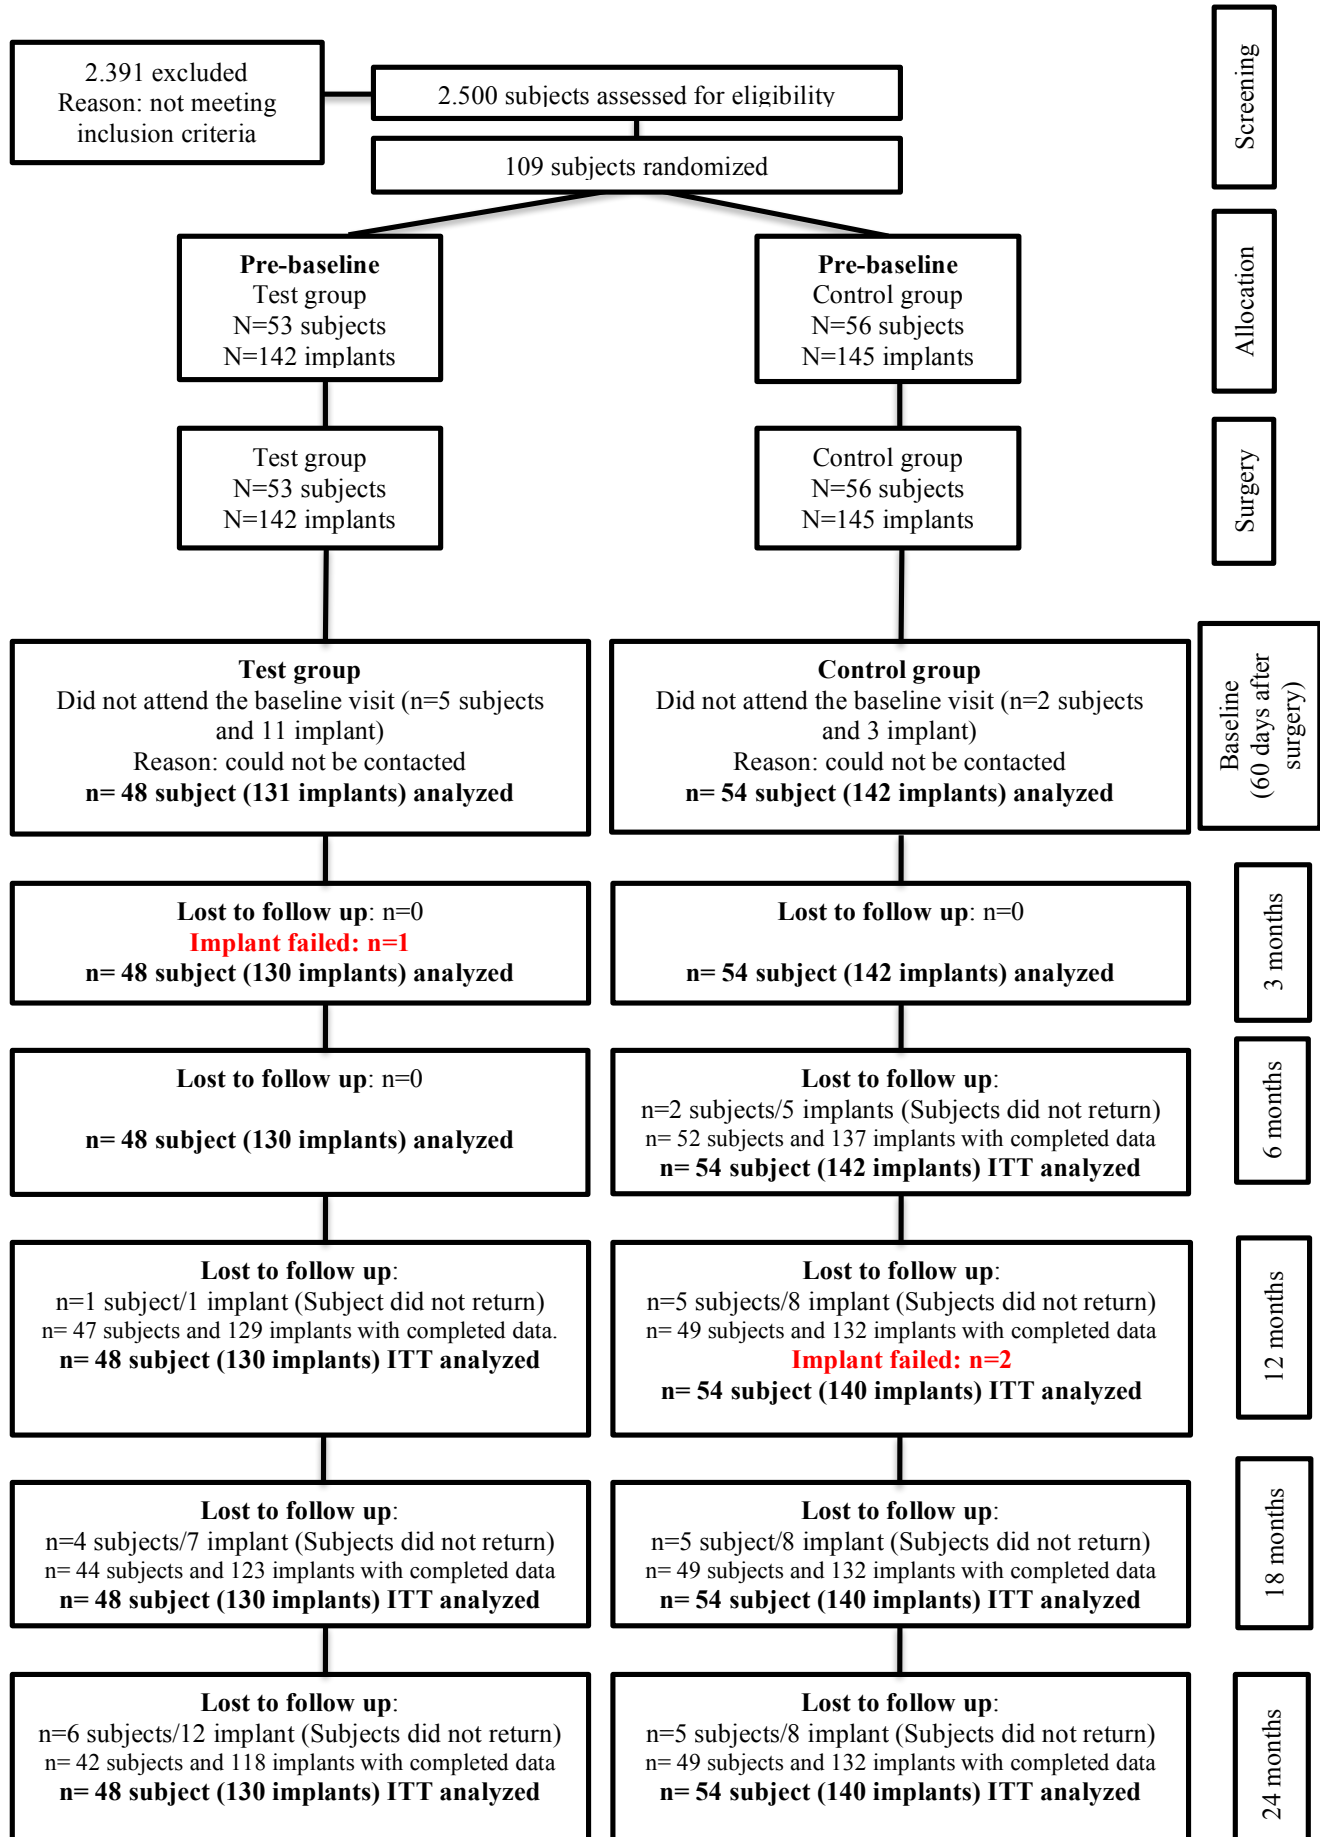 2.391 excluded
Reason: not meeting
inclusion criteria
2.500 subjects assessed for eligibility
109 subjects randomized
Screening
Pre-baseline
Test group
N=53 subjects
N=142 implants
Pre-baseline
Control group
N=56 subjects
N=145 implants
Allocation
Test group
N=53 subjects
N=142 implants
Control group
N=56 subjects
N=145 implants
Surgery
Test group
Did not attend the baseline visit (n=5 subjects
and 11 implant)
Reason: could not be contacted
n= 48 subject (131 implants) analyzed
Control group
Did not attend the baseline visit (n=2 subjects
and 3 implant)
Reason: could not be contacted
n= 54 subject (142 implants) analyzed
Baseline
(60 days after
surgery)
Lost to follow up: n=0
Implant failed: n=1
n= 48 subject (130 implants) analyzed
Lost to follow up: n=0
n= 54 subject (142 implants) analyzed
3 months
Lost to follow up: n=0
n= 48 subject (130 implants) analyzed
Lost to follow up:
n=2 subjects/5 implants (Subjects did not return)
n= 52 subjects and 137 implants with completed data
n= 54 subject (142 implants) ITT analyzed
6 months
Lost to follow up:
n=1 subject/1 implant (Subject did not return)
n= 47 subjects and 129 implants with completed data.
n= 48 subject (130 implants) ITT analyzed
Lost to follow up:
n=5 subjects/8 implant (Subjects did not return)
n= 49 subjects and 132 implants with completed data
Implant failed: n=2
n= 54 subject (140 implants) ITT analyzed
12 months
Lost to follow up:
n=4 subjects/7 implant (Subjects did not return)
n= 44 subjects and 123 implants with completed data
n= 48 subject (130 implants) ITT analyzed
Lost to follow up:
n=5 subject/8 implant (Subjects did not return)
n= 49 subjects and 132 implants with completed data
n= 54 subject (140 implants) ITT analyzed
18 months
Lost to follow up:
n=6 subjects/12 implant (Subjects did not return)
n= 42 subjects and 118 implants with completed data
n= 48 subject (130 implants) ITT analyzed
Lost to follow up:
n=5 subjects/8 implant (Subjects did not return)
n= 49 subjects and 132 implants with completed data
n= 54 subject (140 implants) ITT analyzed
24 months